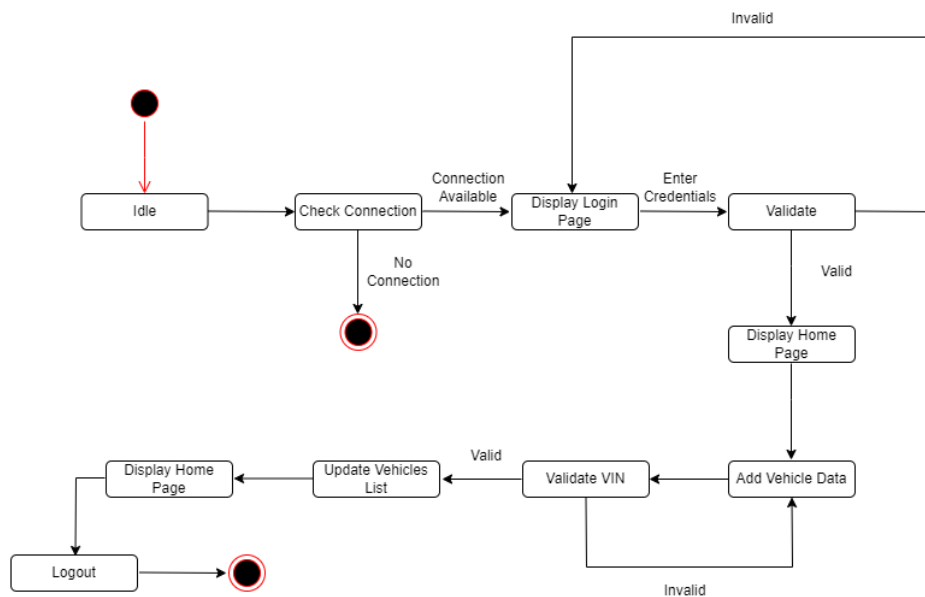 Invalid
Connection
Available
Enter
Credentials
Idle
Check Connection
Display Login
Page
Validate
No
Connection
Valid
Display Home
Page
Valid
Display Home
Page
Update Vehicles
List
Validate VIN
Add Vehicle Data
Logout
Invalid